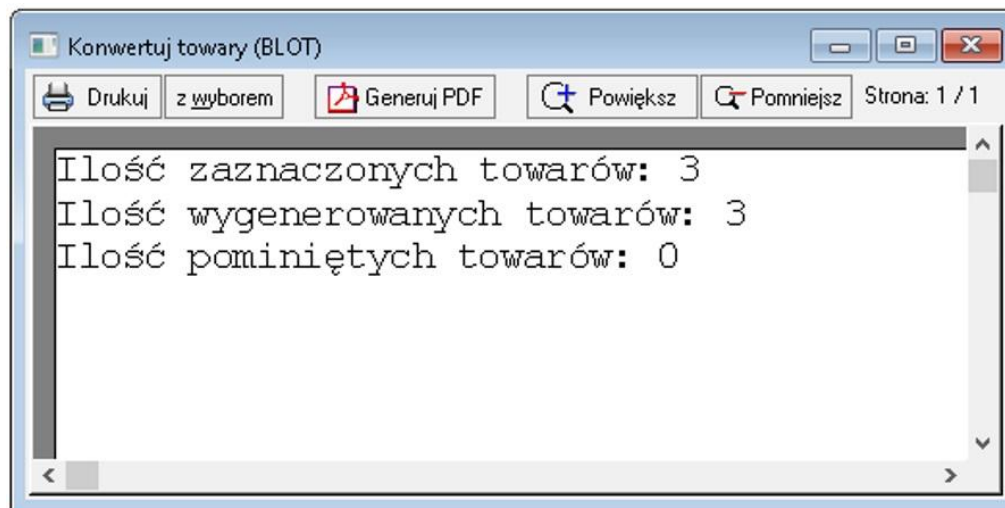 Konwertuj towary (BLOT)
Drukuj z wyborem Generuj PDF Powiększ Pomniejsz Strona: 1 / 1
Ilość zaznaczonych towarów: 3
Ilość wygenerowanych towarów: 3
Ilość pominiętych towarów: 0